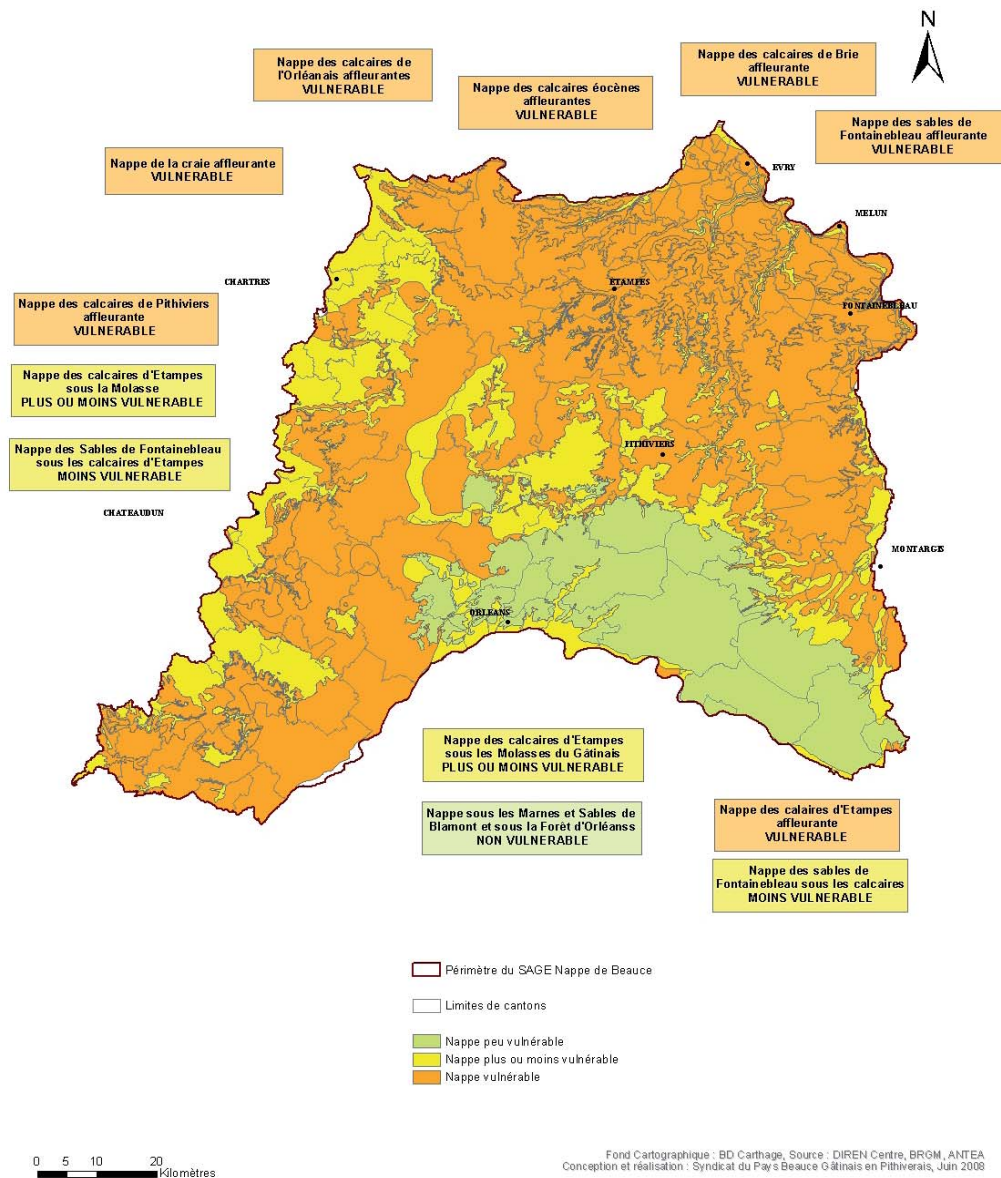 N
Nappe des calcaires de
l'Orléanais affleurantes
VULNERABLE
Nappe des calcaires éocènes
affleurantes
VULNERABLE
Nappe des calcaires de Brie
affleurante
VULNERABLE
Nappe des sables de
Fontainebleau affleurante
VULNERABLE
Nappe de la craie affleurante
VULNERABLE
EVRY
MELUN
CHARTRES
ETAMPES
FONTAINEBLEAU
Nappe des calcaires de Pithiviers
affleurante
VULNERABLE
Nappe des calcaires d'Etampes
sous la Molasse
PLUS OU MOINS VULNERABLE
Nappe des Sables de Fontainebleau
sous les calcaires d'Etampes
MOINS VULNERABLE
PITHIVIERS
CHATEAUDUN
MONTARGIS
ORLEANS
Nappe des calcaires d'Etampes
sous les Molasses du Gâtinais
PLUS OU MOINS VULNERABLE
Nappe sous les Marnes et Sables de
Blamont et sous la Forêt d'Orléanss
NON VULNERABLE
Nappe des calaires d'Etampes
affleurante
VULNERABLE
Nappe des sables de
Fontainebleau sous les calcaires
MOINS VULNERABLE
Périmètre du SAGE Nappe de Beauce
Limites de cantons
Nappe peu vulnérable
Nappe plus ou moins vulnérable
Nappe vulnérable
0 5 10 20
Kilomètres
Fond Cartographique : BD Carthage, Source : DIREN Centre, BRGM, ANTEA
Conception et réalisation : Syndicat du Pays Beauce Gâtinais en Pithiverais, Juin 2008